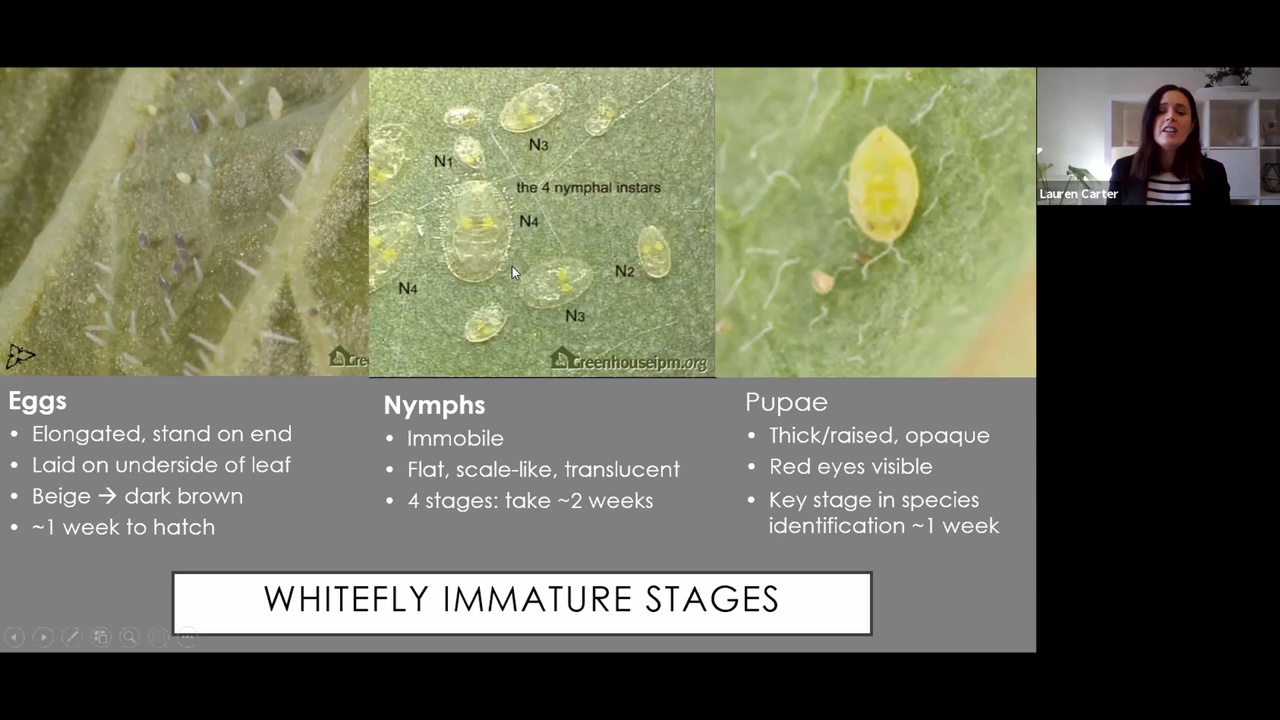 N1
N3
the 4 nymphal instars
N4
N2
N4
N3
Gre
Greenhouseipm.org
Lauren Carter
Eggs
• Elongated, stand on end
• Laid on underside of leaf
• Beige → dark brown
• ~1 week to hatch
Nymphs
• Immobile
• Flat, scale-like, translucent
• 4 stages: take ~2 weeks
Pupae
• Thick/raised, opaque
• Red eyes visible
• Key stage in species
identification ~1 week
WHITEFLY IMMATURE STAGES